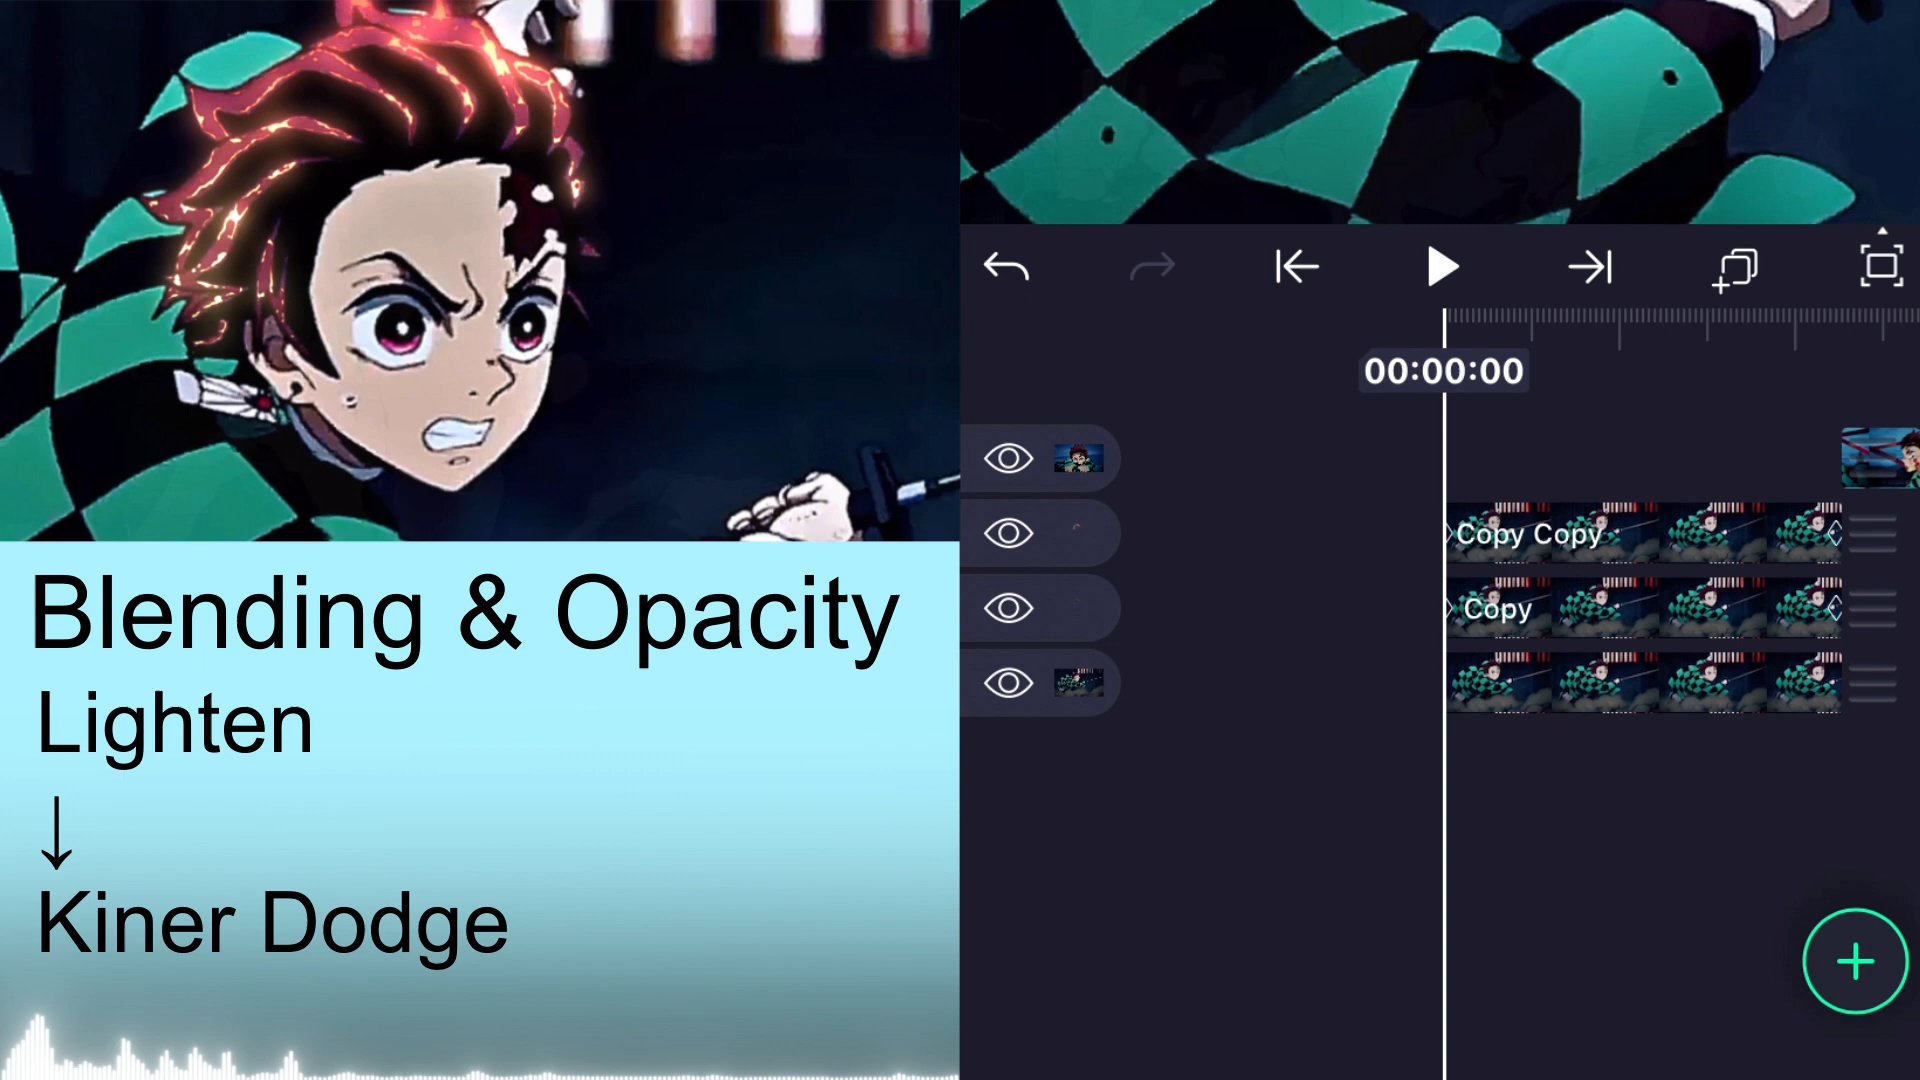 Blending & Opacity
Lighten
↓
Kiner Dodge
00:00:00
Copy Copy
Copy